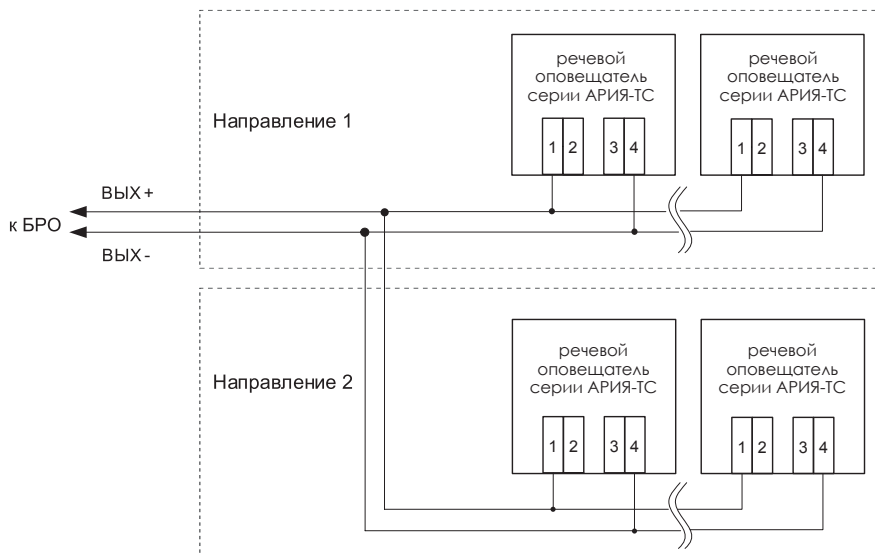 речевой
оповещатель
серии АРИЯ-ТС
1 2 3 4
речевой
оповещатель
серии АРИЯ-ТС
1 2 3 4
Направление 1
ВЫХ+
к БРО
ВЫХ-
речевой
оповещатель
серии АРИЯ-ТС
1 2 3 4
речевой
оповещатель
серии АРИЯ-ТС
1 2 3 4
Направление 2